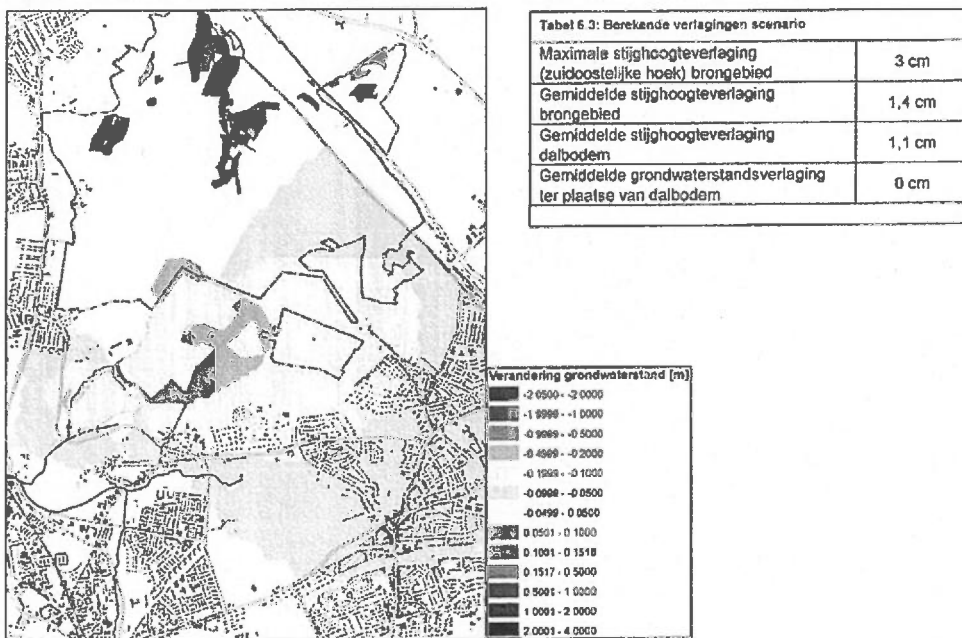 Tabel 6.3: Berekende verlagingen scenario
Maximale stijghoogteverlaging
(zuidoostelijke hoek) brongebied
3 cm
Gemiddelde stijghoogteverlaging
brongebied
1,4 cm
Gemiddelde stijghoogteverlaging
dalbodem
1,1 cm
Gemiddelde grondwaterstandsverlaging
ter plaatse van dalbodem
0 cm
Verandering grondwaterstand [m]
-2.0500 - -2.0000
-1.9999 - -1.0000
-0.9999 - -0.5000
-0.4999 - -0.2000
-0.1999 - -0.1000
-0.0999 - -0.0500
-0.0499 - 0.0500
0.0501 - 0.1000
0.1001 - 0.1516
0.1517 - 0.5000
0.5001 - 1.0000
1.0001 - 2.0000
2.0001 - 4.0000